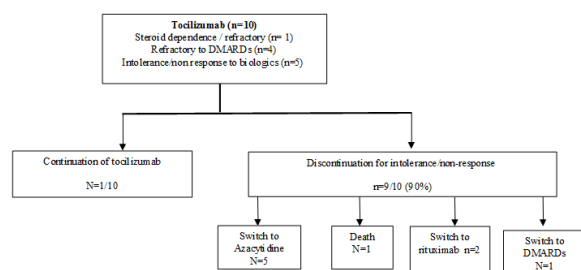 Tocilizumab (n=10)
Steroid dependence / refractory (n= 1)
Refractory to DMARDs (n=4)
Intolerance/non response to biologics (n=5)
Continuation of tocilizumab
N=1/10
Discontinuation for intolerance/non-response
n=9/10 (90%)
Switch to
Azacytidine
N=5
Death
N=1
Switch to
rituximab n=2
Switch to
DMARDs
N=1